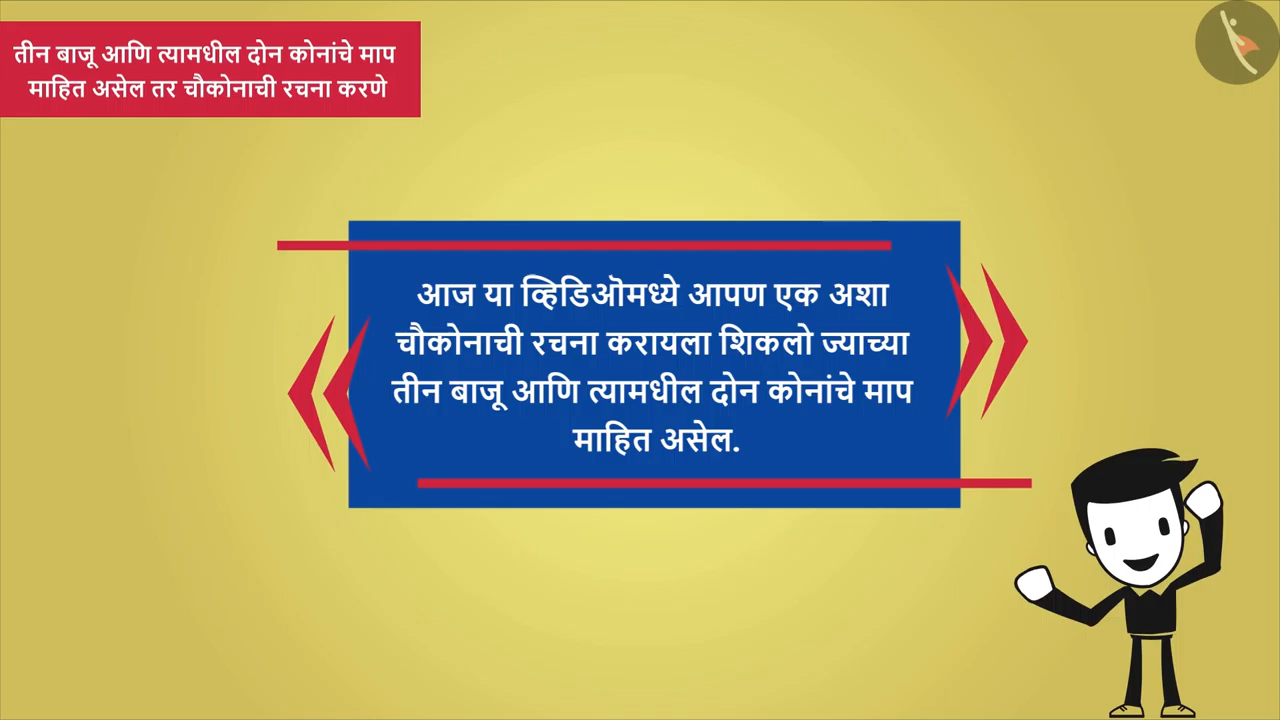 तीन बाजू आणि त्यामधील दोन कोनांचे माप
माहित असेल तर चौकोनाची रचना करणे
आज या व्हिडिओमध्ये आपण एक अशा
चौकोनाची रचना करायला शिकलो ज्याच्या
तीन बाजू आणि त्यामधील दोन कोनांचे माप
माहित असेल.